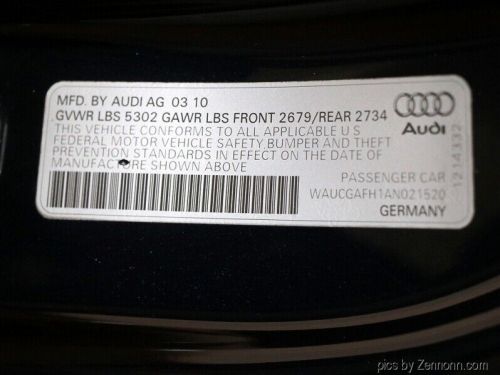 MFD. BY AUDI AG 03 10
GVWR LBS 5302 GAWR LBS FRONT 2679/REAR 2734
THIS VEHICLE CONFORMS TO ALL APPLICABLE U S
FEDERAL MOTOR VEHICLE SAFETY BUMPER AND THEFT
PREVENTION STANDARDS IN EFFECT ON THE DATE OF
MANUFACTURE SHOWN ABOVE
Audi
1214332
PASSENGER CAR
WAUCGAFH1AN021520
GERMANY
pics by Zennonn.com